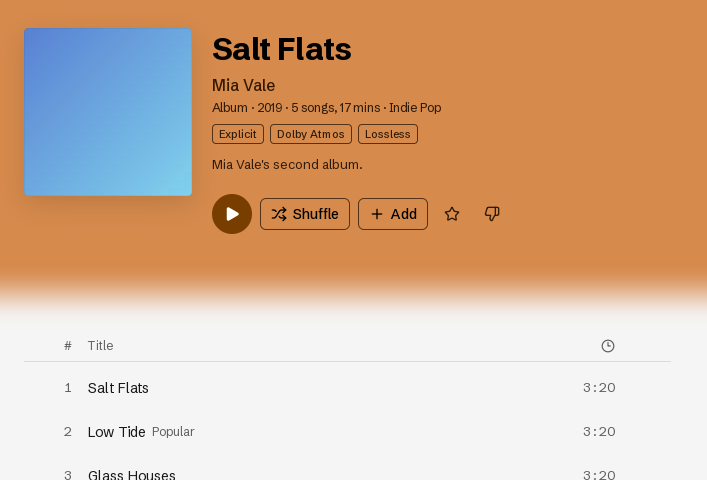 Salt Flats
Mia Vale
Album · 2019 · 5 songs, 17 mins · Indie Pop
Explicit Dolby Atmos Lossless
Mia Vale's second album.
Shuffle Add
# Title
1 Salt Flats 3:20
2 Low Tide Popular 3:20
3 Glass Houses 3:20